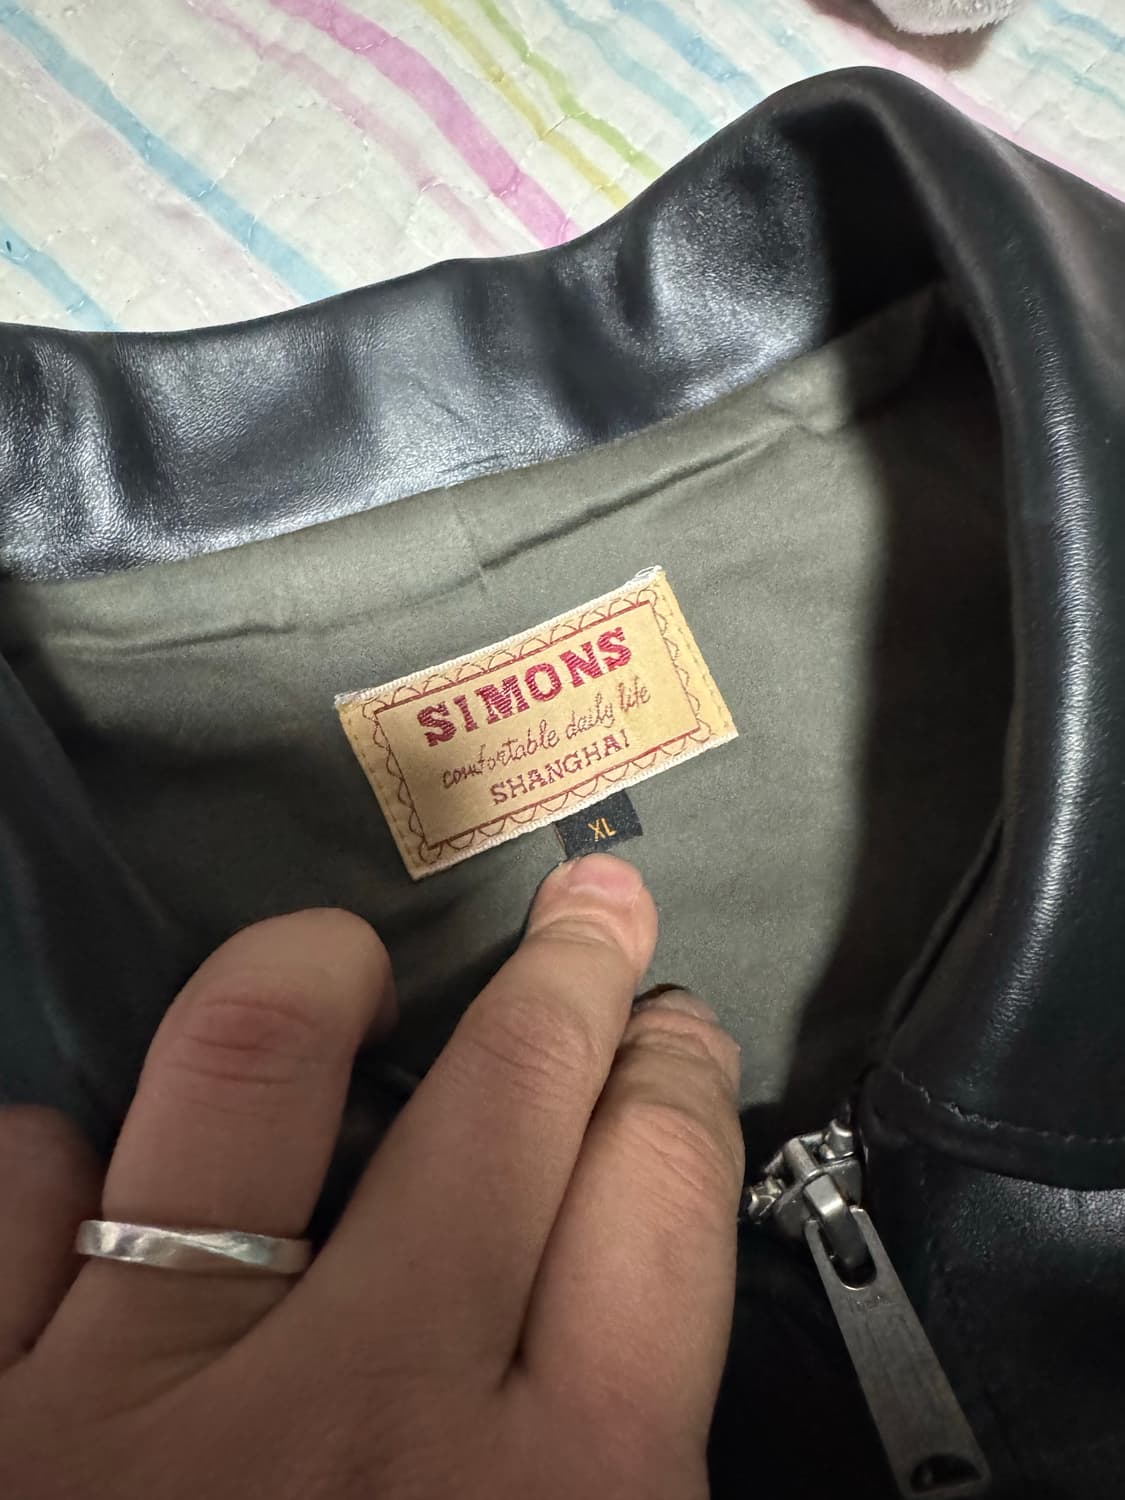 SIMONS
comfortable daily life
SHANGHAI
XL